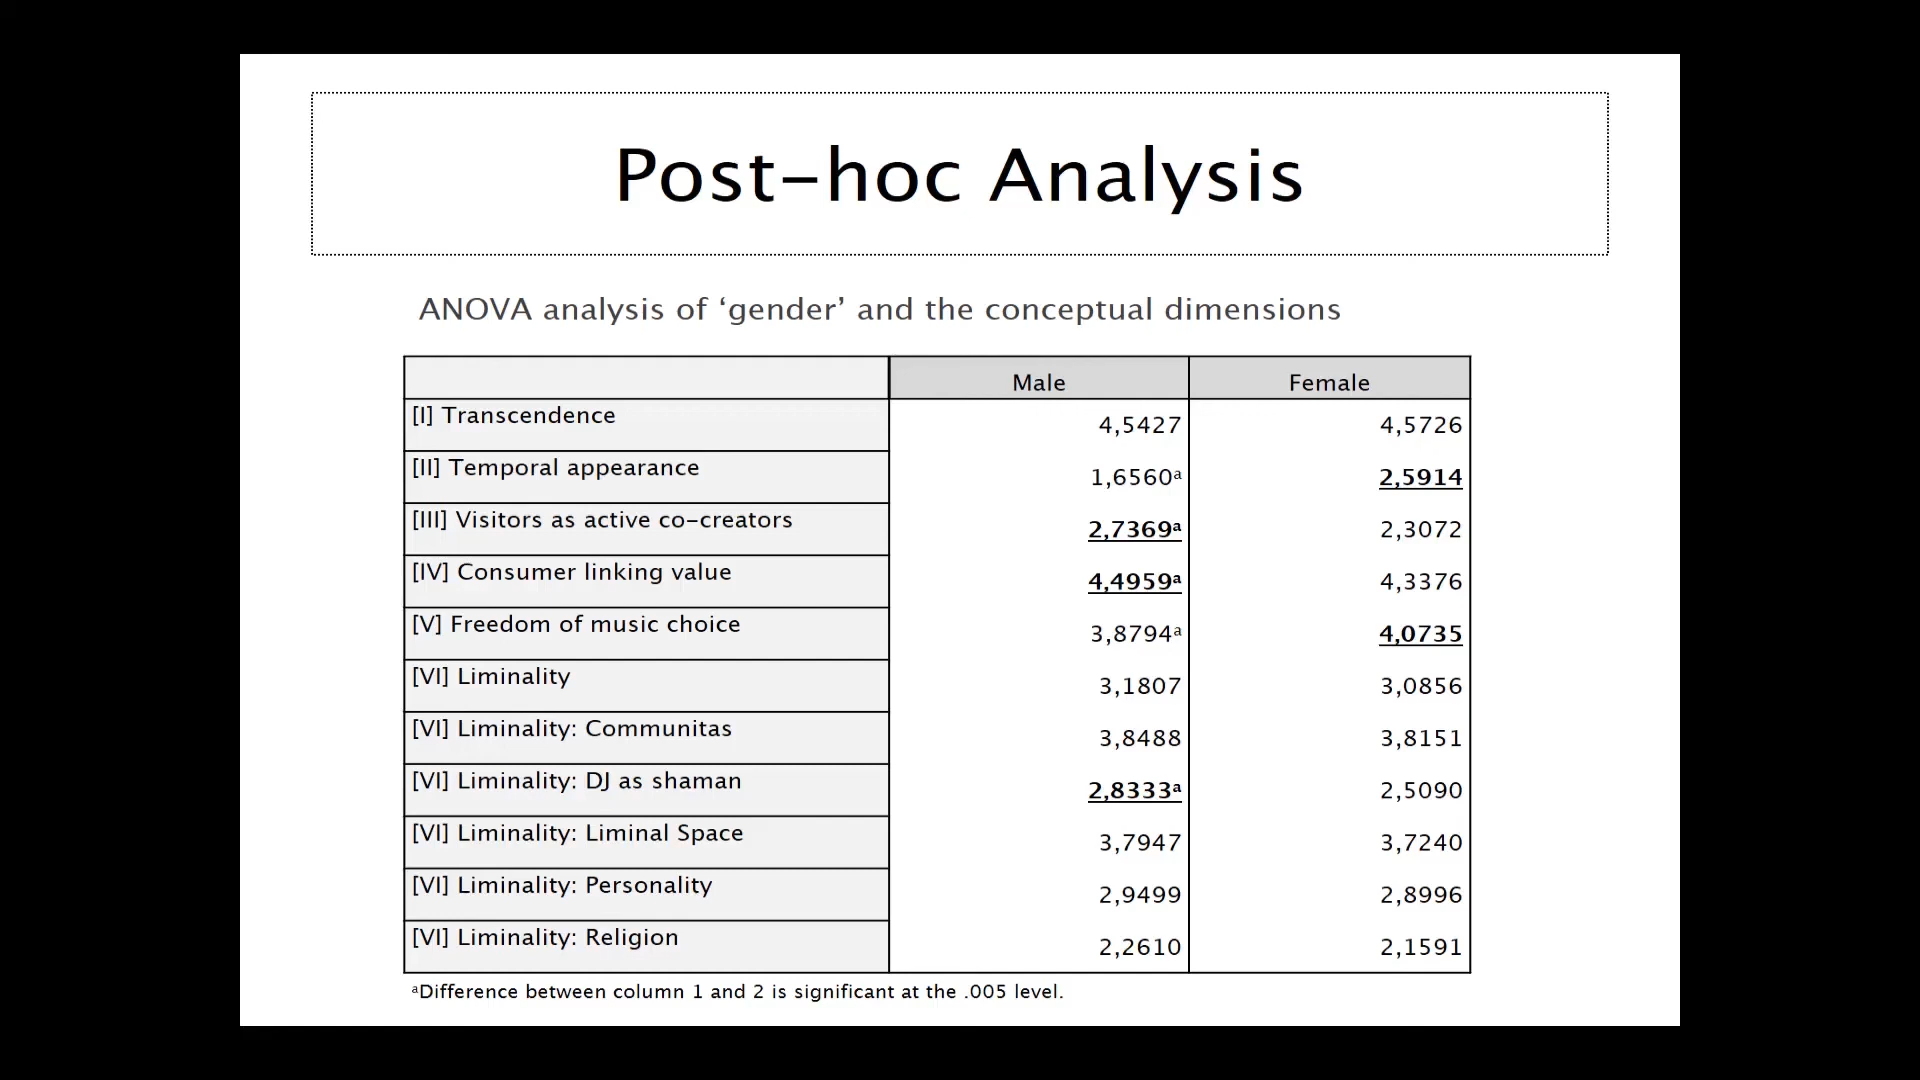 Post-hoc Analysis
ANOVA analysis of ‘gender’ and the conceptual dimensions
Male Female
[I] Transcendence 4,5427 4,5726
[II] Temporal appearance 1,6560ᵃ 2,5914
[III] Visitors as active co-creators 2,7369ᵃ 2,3072
[IV] Consumer linking value 4,4959ᵃ 4,3376
[V] Freedom of music choice 3,8794ᵃ 4,0735
[VI] Liminality 3,1807 3,0856
[VI] Liminality: Communitas 3,8488 3,8151
[VI] Liminality: DJ as shaman 2,8333ᵃ 2,5090
[VI] Liminality: Liminal Space 3,7947 3,7240
[VI] Liminality: Personality 2,9499 2,8996
[VI] Liminality: Religion 2,2610 2,1591
ᵃDifference between column 1 and 2 is significant at the .005 level.